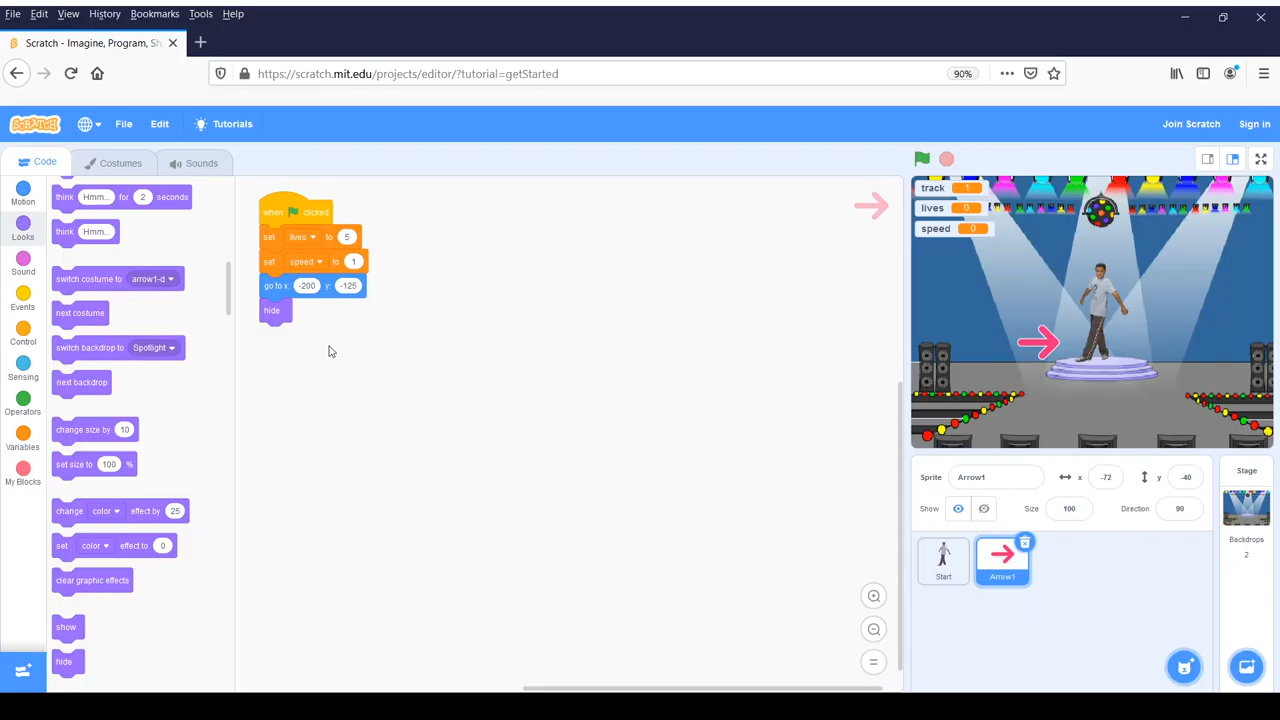 File Edit View History Bookmarks Tools Help
Scratch - Imagine, Program, Sh
https://scratch.mit.edu/projects/editor/?tutorial=getStarted
90%
SCRATCH
File Edit Tutorials
Join Scratch Sign in
Code Costumes Sounds
Motion
Looks
Sound
Events
Control
Sensing
Operators
Variables
My Blocks
think Hmm... for 2 seconds
think Hmm...
switch costume to arrow1-d
next costume
switch backdrop to Spotlight
next backdrop
change size by 10
set size to 100 %
change color effect by 25
set color effect to 0
clear graphic effects
show
hide
when clicked
set lives to 5
set speed to 1
go to x: -200 y: -125
hide
track 1
lives 0
speed 0
Sprite Arrow1 x -72 y -40
Show Size 100 Direction 90
Start
Arrow1
Stage
Backdrops
2